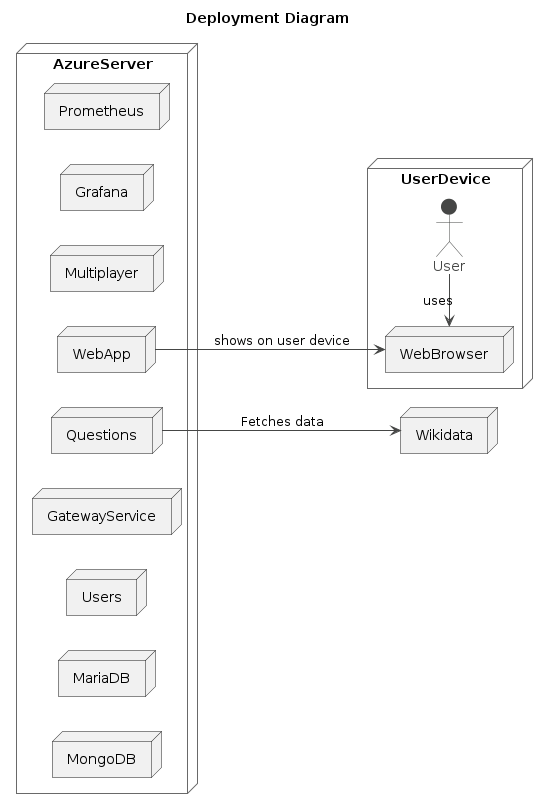 Deployment Diagram
AzureServer
Prometheus
Grafana
Multiplayer
WebApp
shows on user device
Questions
Fetches data
GatewayService
Users
MariaDB
MongoDB
UserDevice
User
uses
WebBrowser
Wikidata